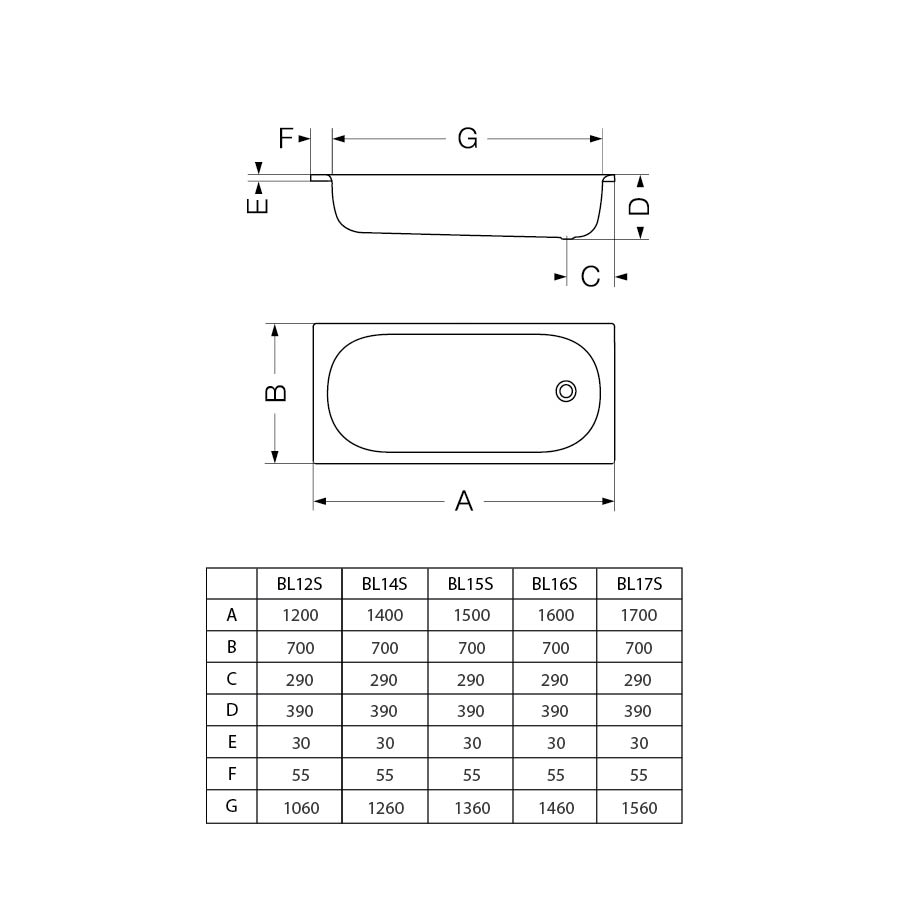 F G
E D
C
B
A
BL12S BL14S BL15S BL16S BL17S
A 1200 1400 1500 1600 1700
B 700 700 700 700 700
C 290 290 290 290 290
D 390 390 390 390 390
E 30 30 30 30 30
F 55 55 55 55 55
G 1060 1260 1360 1460 1560